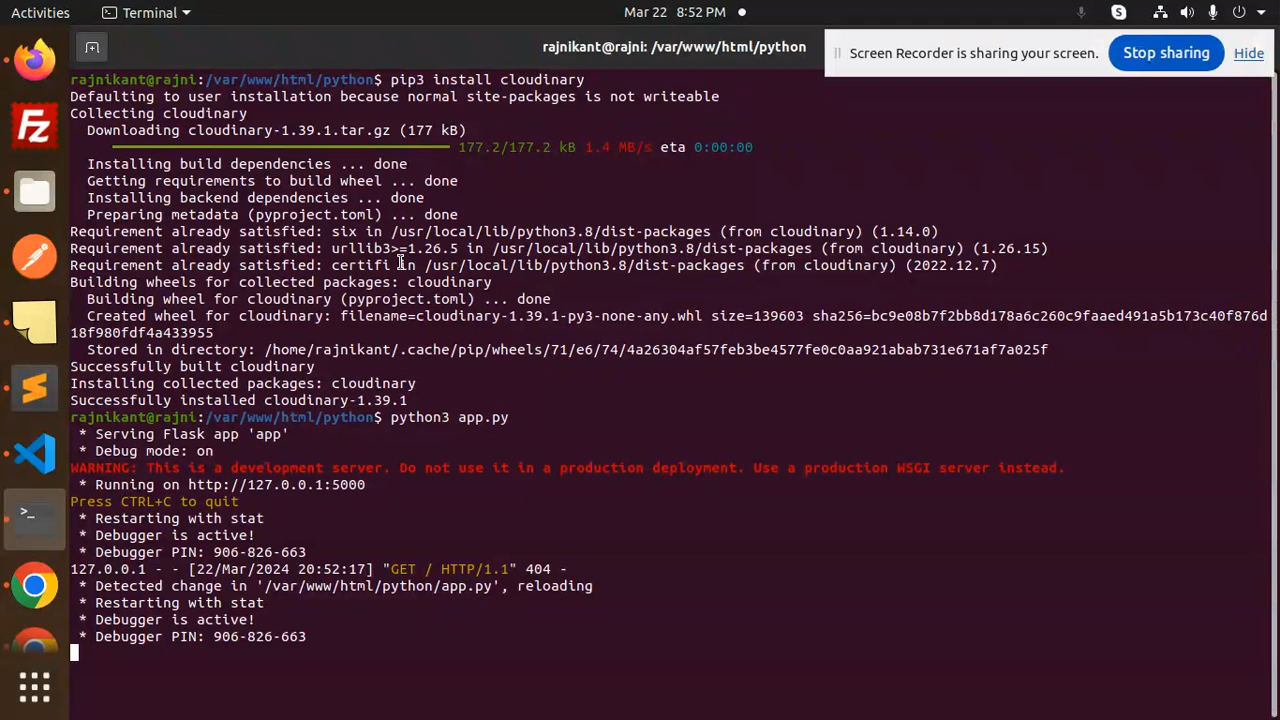 Activities
Terminal
Mar 22 8:52 PM
rajnikant@rajni: /var/www/html/python
Screen Recorder is sharing your screen.
Stop sharing
Hide
rajnikant@rajni:/var/www/html/python$ pip3 install cloudinary
Defaulting to user installation because normal site-packages is not writeable
Collecting cloudinary
Downloading cloudinary-1.39.1.tar.gz (177 kB)
177.2/177.2 kB 1.4 MB/s eta 0:00:00
Installing build dependencies ... done
Getting requirements to build wheel ... done
Installing backend dependencies ... done
Preparing metadata (pyproject.toml) ... done
Requirement already satisfied: six in /usr/local/lib/python3.8/dist-packages (from cloudinary) (1.14.0)
Requirement already satisfied: urllib3>=1.26.5 in /usr/local/lib/python3.8/dist-packages (from cloudinary) (1.26.15)
Requirement already satisfied: certifi in /usr/local/lib/python3.8/dist-packages (from cloudinary) (2022.12.7)
Building wheels for collected packages: cloudinary
Building wheel for cloudinary (pyproject.toml) ... done
Created wheel for cloudinary: filename=cloudinary-1.39.1-py3-none-any.whl size=139603 sha256=bc9e08b7f2bb8d178a6c260c9faaed491a5b173c40f876d
18f980fdf4a433955
Stored in directory: /home/rajnikant/.cache/pip/wheels/71/e6/74/4a26304af57feb3be4577fe0c0aa921abab731e671af7a025f
Successfully built cloudinary
Installing collected packages: cloudinary
Successfully installed cloudinary-1.39.1
rajnikant@rajni:/var/www/html/python$ python3 app.py
* Serving Flask app 'app'
* Debug mode: on
WARNING: This is a development server. Do not use it in a production deployment. Use a production WSGI server instead.
* Running on http://127.0.0.1:5000
Press CTRL+C to quit
* Restarting with stat
* Debugger is active!
* Debugger PIN: 906-826-663
127.0.0.1 - - [22/Mar/2024 20:52:17] "GET / HTTP/1.1" 404 -
* Detected change in '/var/www/html/python/app.py', reloading
* Restarting with stat
* Debugger is active!
* Debugger PIN: 906-826-663